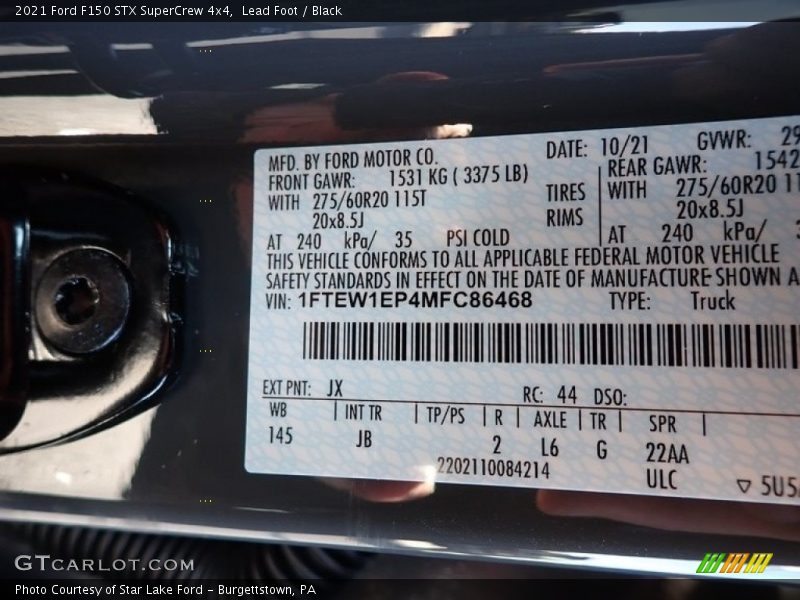 2021 Ford F150 STX SuperCrew 4x4, Lead Foot / Black
MFD. BY FORD MOTOR CO.
DATE: 10/21
GVWR: 29
FRONT GAWR: 1531 KG ( 3375 LB)
REAR GAWR: 1542
WITH 275/60R20 115T
TIRES
WITH 275/60R20 11
20x8.5J
RIMS
20x8.5J
AT 240 kPa/ 35 PSI COLD
AT 240 kPa/
THIS VEHICLE CONFORMS TO ALL APPLICABLE FEDERAL MOTOR VEHICLE
SAFETY STANDARDS IN EFFECT ON THE DATE OF MANUFACTURE SHOWN A
VIN: 1FTEW1EP4MFC86468
TYPE: Truck
EXT PNT: JX
RC: 44 DSO:
WB INT TR TP/PS R AXLE TR SPR
145 JB 2 L6 G 22AA
2202110084214
ULC
5U5
GTCARLOT.COM
Photo Courtesy of Star Lake Ford - Burgettstown, PA